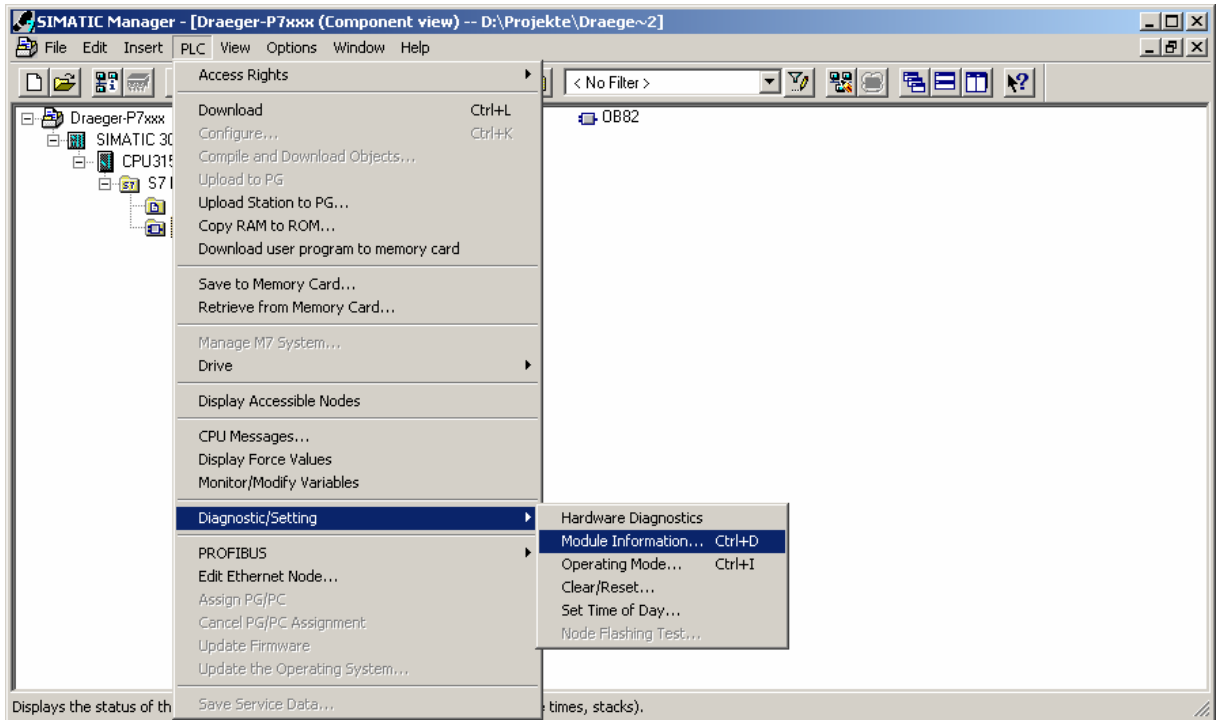 SIMATIC Manager - [Draeger-P7xxx (Component view) -- D:\Projekte\Draege~2]
File Edit Insert PLC View Options Window Help
< No Filter >
Draeger-P7xxx
SIMATIC 30
CPU315
S7
OB82
Access Rights
Download Ctrl+L
Configure... Ctrl+K
Compile and Download Objects...
Upload to PG
Upload Station to PG...
Copy RAM to ROM...
Download user program to memory card
Save to Memory Card...
Retrieve from Memory Card...
Manage M7 System...
Drive
Display Accessible Nodes
CPU Messages...
Display Force Values
Monitor/Modify Variables
Diagnostic/Setting
PROFIBUS
Edit Ethernet Node...
Assign PG/PC
Cancel PG/PC Assignment
Update Firmware
Update the Operating System...
Save Service Data...
Hardware Diagnostics
Module Information... Ctrl+D
Operating Mode... Ctrl+I
Clear/Reset...
Set Time of Day...
Node Flashing Test...
Displays the status of th times, stacks).